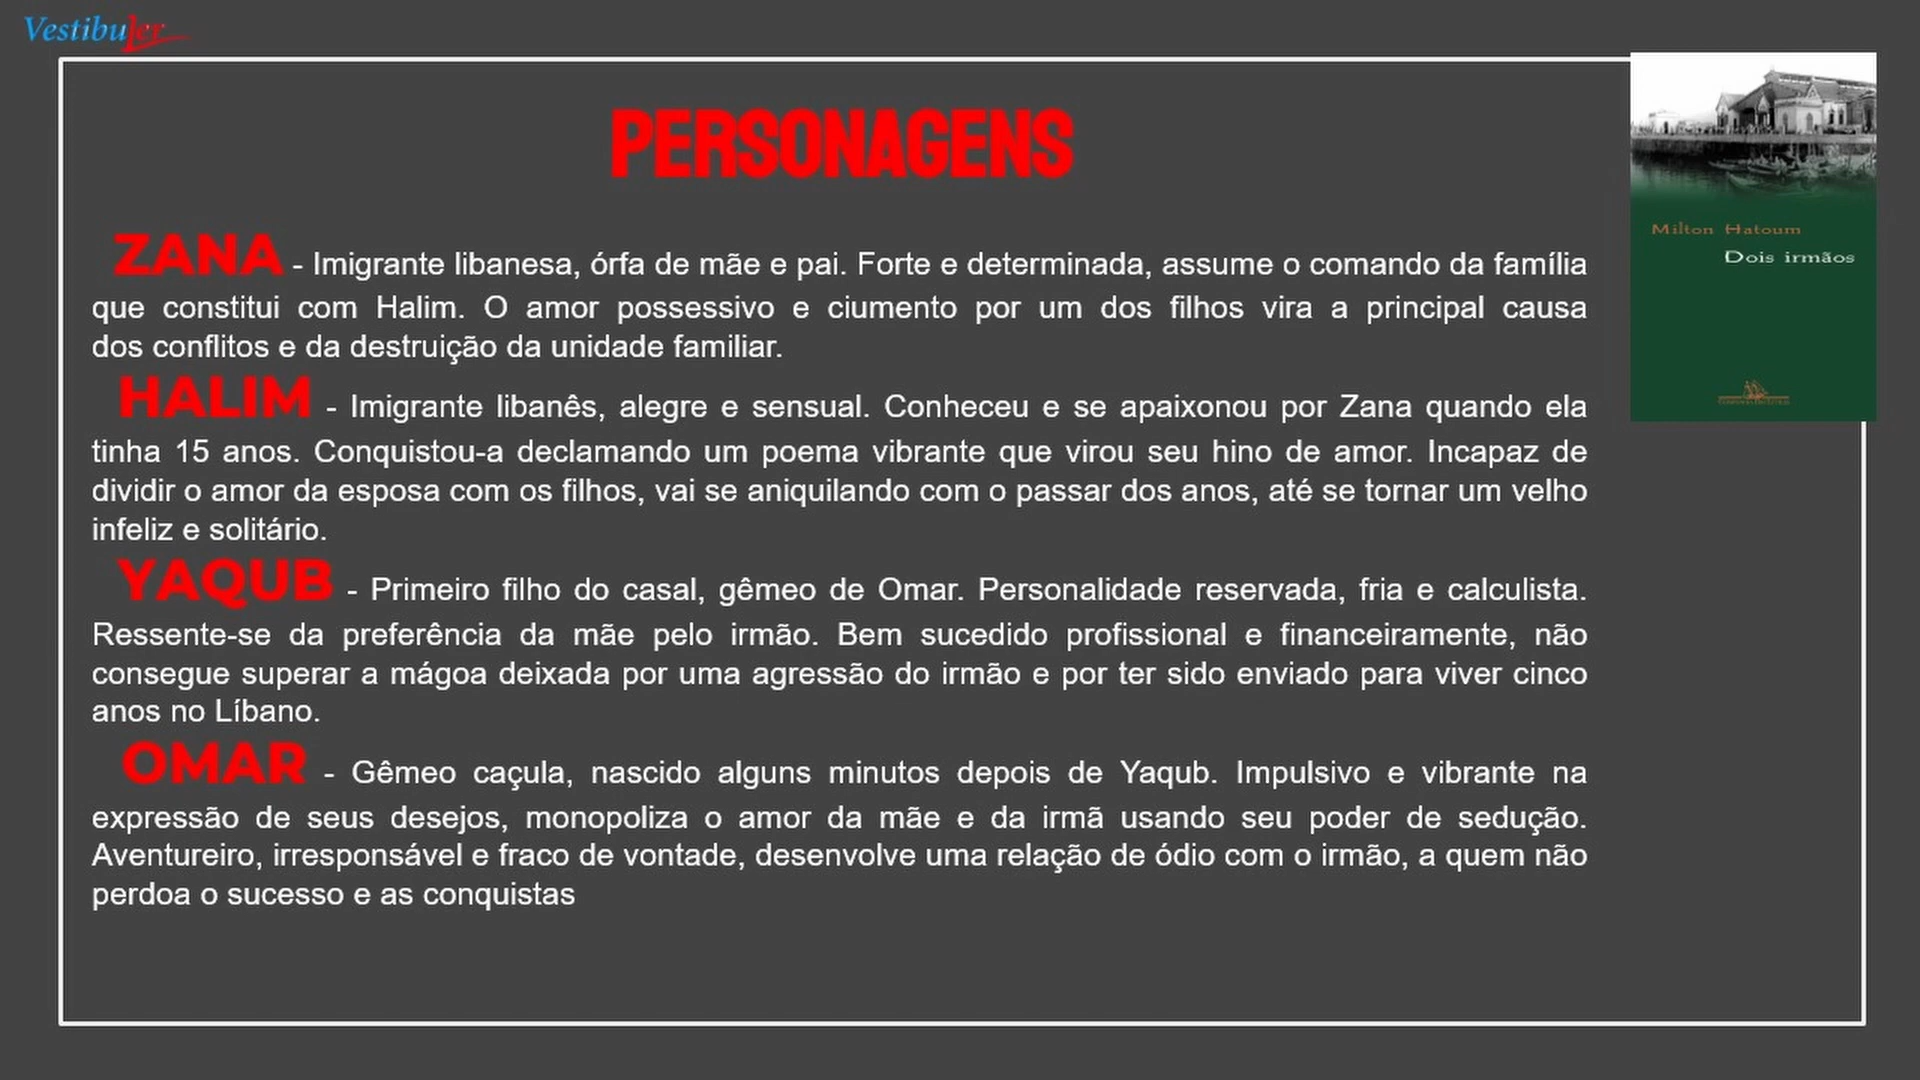 Vestibuler
PERSONAGENS
Milton Hatoum
Dois irmãos
ZANA - Imigrante libanesa, órfa de mãe e pai. Forte e determinada, assume o comando da família
que constitui com Halim. O amor possessivo e ciumento por um dos filhos vira a principal causa
dos conflitos e da destruição da unidade familiar.
HALIM - Imigrante libanês, alegre e sensual. Conheceu e se apaixonou por Zana quando ela
tinha 15 anos. Conquistou-a declamando um poema vibrante que virou seu hino de amor. Incapaz de
dividir o amor da esposa com os filhos, vai se aniquilando com o passar dos anos, até se tornar um velho
infeliz e solitário.
YAQUB - Primeiro filho do casal, gêmeo de Omar. Personalidade reservada, fria e calculista.
Ressente-se da preferência da mãe pelo irmão. Bem sucedido profissional e financeiramente, não
consegue superar a mágoa deixada por uma agressão do irmão e por ter sido enviado para viver cinco
anos no Líbano.
OMAR - Gêmeo caçula, nascido alguns minutos depois de Yaqub. Impulsivo e vibrante na
expressão de seus desejos, monopoliza o amor da mãe e da irmã usando seu poder de sedução.
Aventureiro, irresponsável e fraco de vontade, desenvolve uma relação de ódio com o irmão, a quem não
perdoa o sucesso e as conquistas